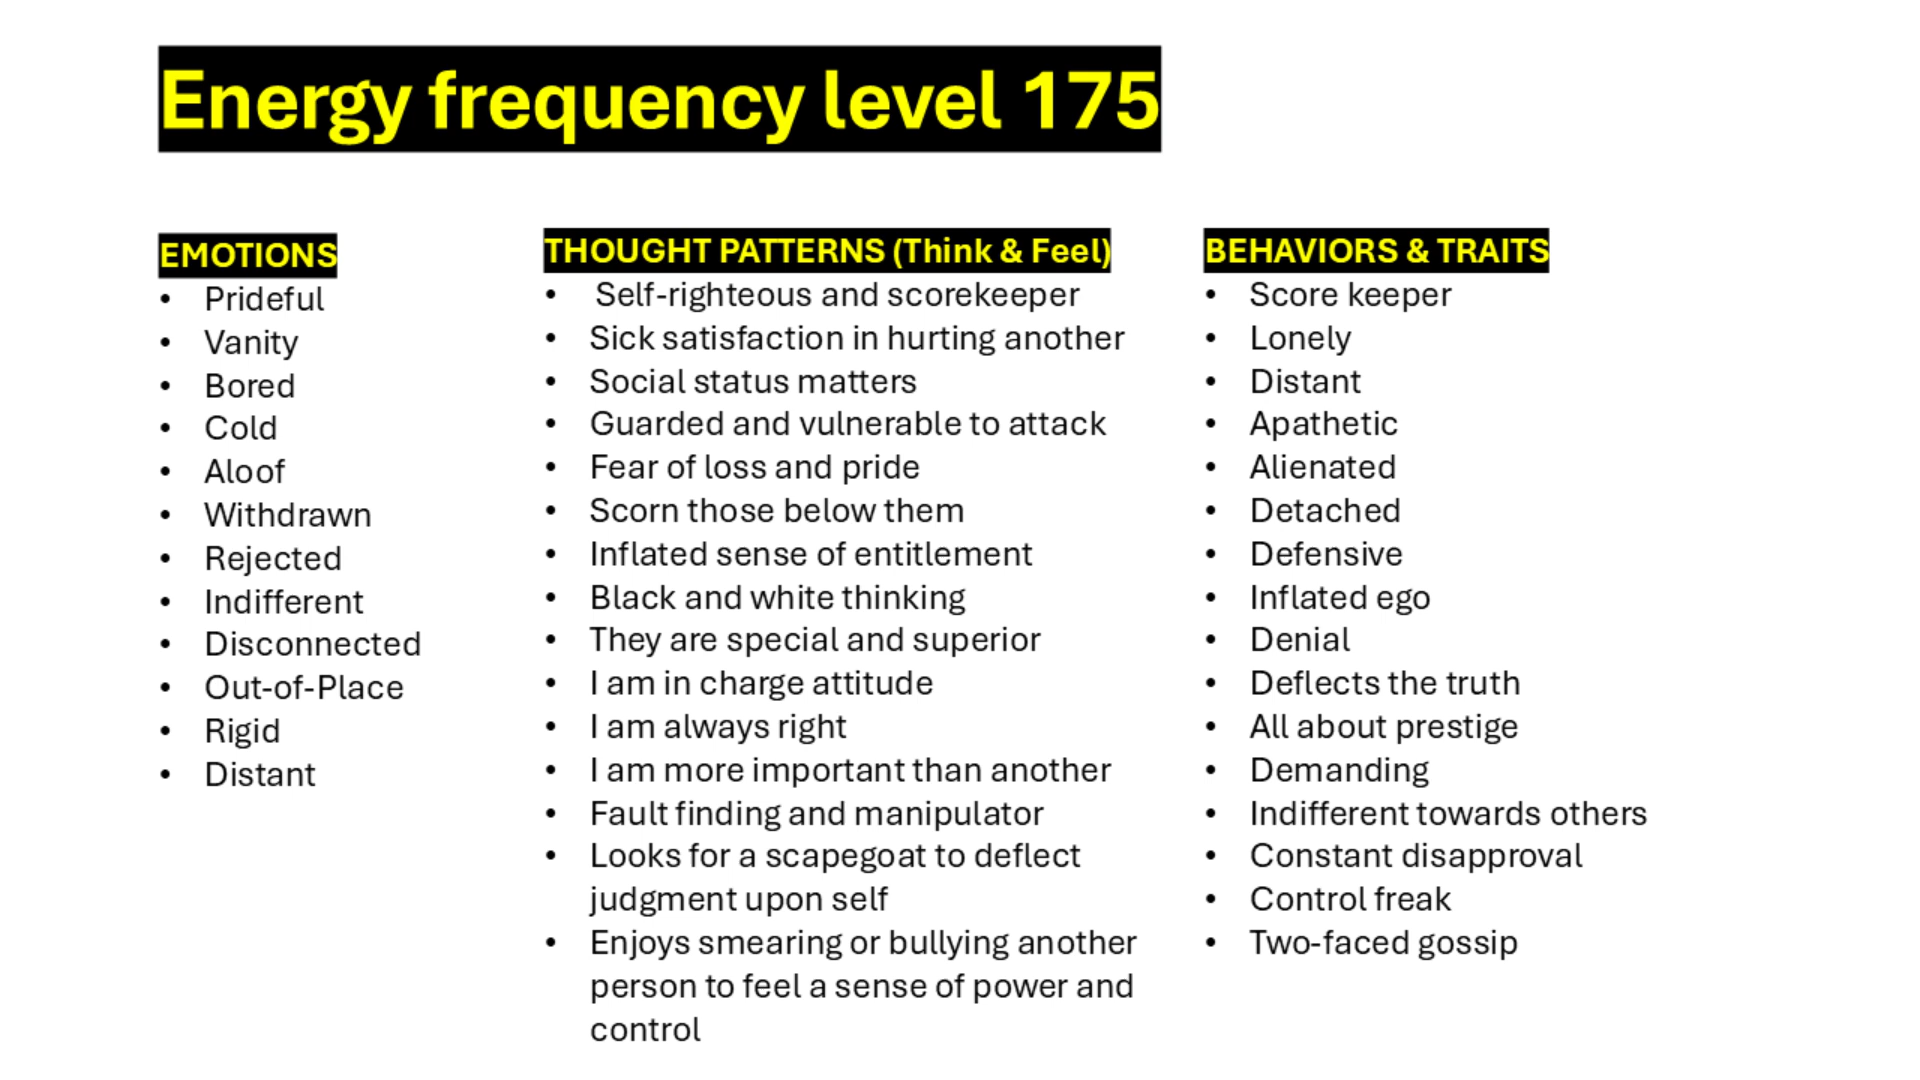 Energy frequency level 175
EMOTIONS
• Prideful
• Vanity
• Bored
• Cold
• Aloof
• Withdrawn
• Rejected
• Indifferent
• Disconnected
• Out-of-Place
• Rigid
• Distant
THOUGHT PATTERNS (Think & Feel)
• Self-righteous and scorekeeper
• Sick satisfaction in hurting another
• Social status matters
• Guarded and vulnerable to attack
• Fear of loss and pride
• Scorn those below them
• Inflated sense of entitlement
• Black and white thinking
• They are special and superior
• I am in charge attitude
• I am always right
• I am more important than another
• Fault finding and manipulator
• Looks for a scapegoat to deflect
judgment upon self
• Enjoys smearing or bullying another
person to feel a sense of power and
control
BEHAVIORS & TRAITS
• Score keeper
• Lonely
• Distant
• Apathetic
• Alienated
• Detached
• Defensive
• Inflated ego
• Denial
• Deflects the truth
• All about prestige
• Demanding
• Indifferent towards others
• Constant disapproval
• Control freak
• Two-faced gossip